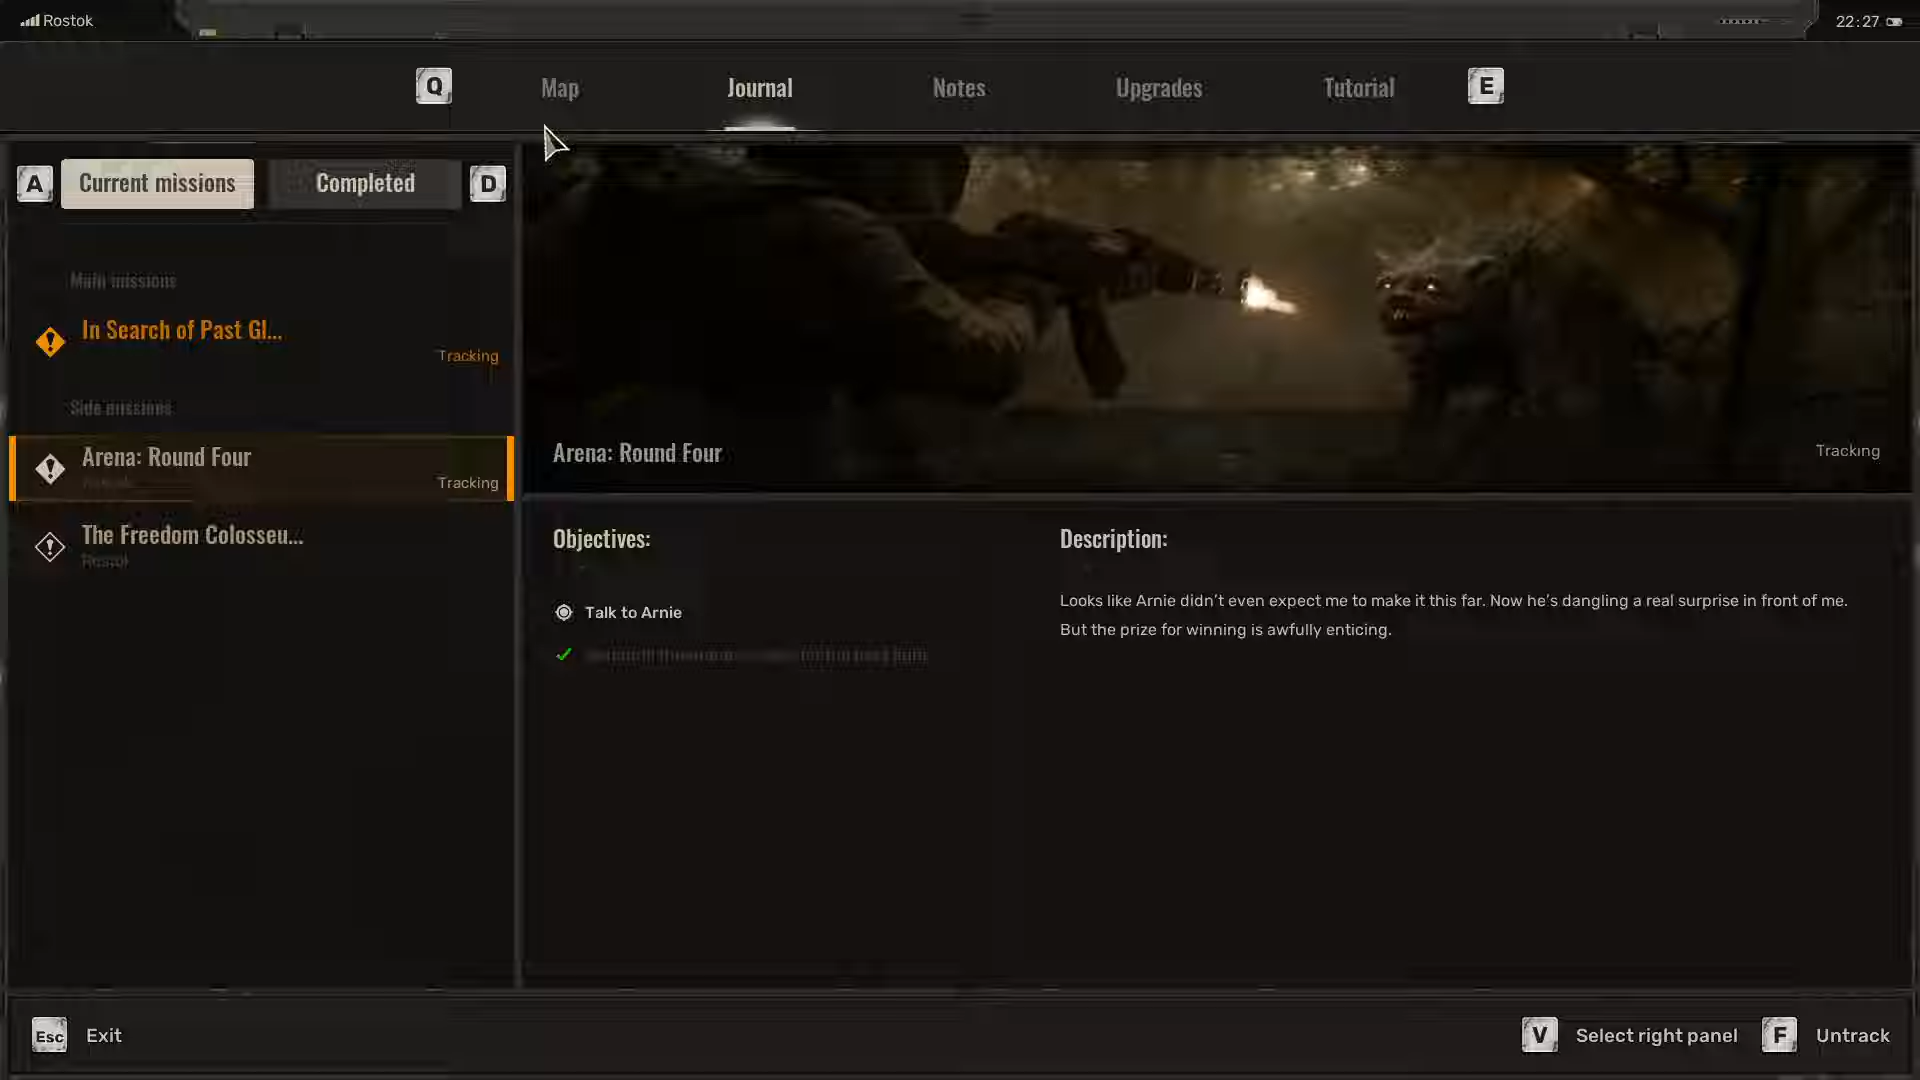 Rostok
22:27
Q
Map
Journal
Notes
Upgrades
Tutorial
E
A
Current missions
Completed
D
Main missions
In Search of Past Gl...
Tracking
Side missions
Arena: Round Four
Tracking
The Freedom Colosseu...
Rostok
Arena: Round Four
Tracking
Objectives:
Talk to Arnie
Description:
Looks like Arnie didn't even expect me to make it this far. Now he's dangling a real surprise in front of me.
But the prize for winning is awfully enticing.
Esc
Exit
V
Select right panel
F
Untrack